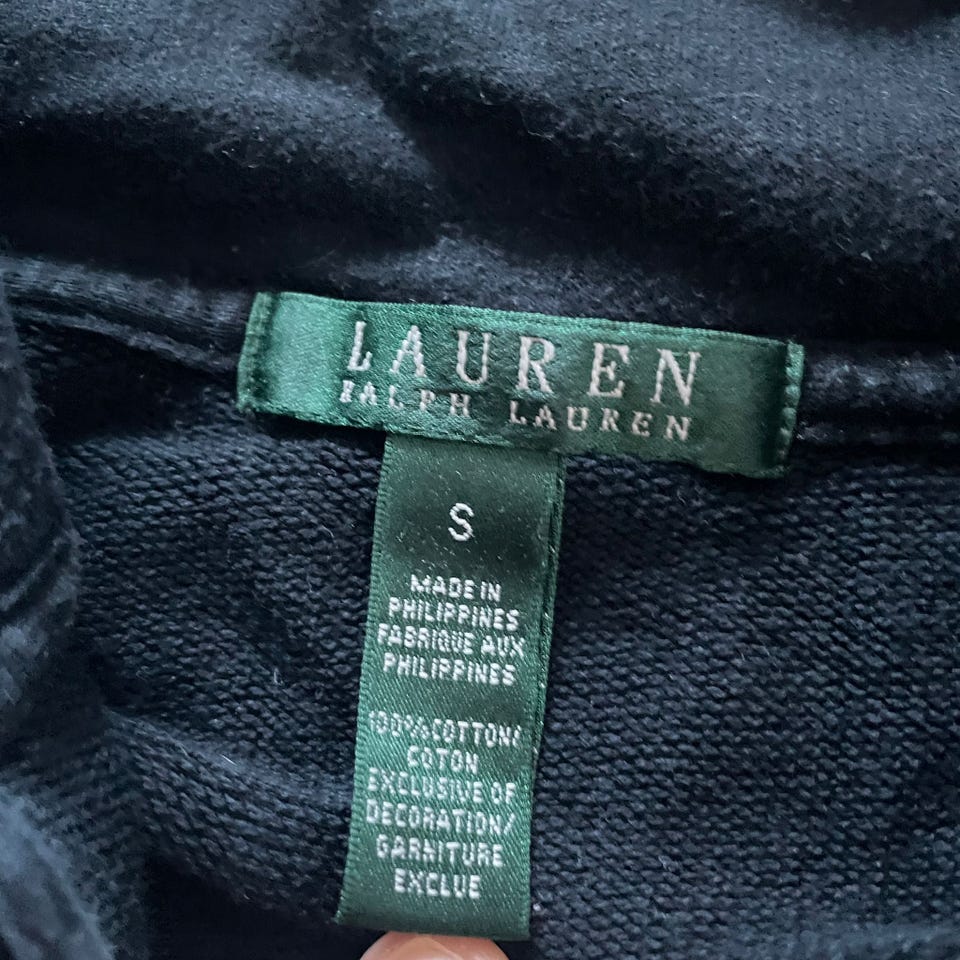 LAUREN
RALPH LAUREN
S
MADE IN
PHILIPPINES
FABRIQUE AUX
PHILIPPINES
100% COTTON/
COTON
EXCLUSIVE OF
DECORATION/
GARNITURE
EXCLUE